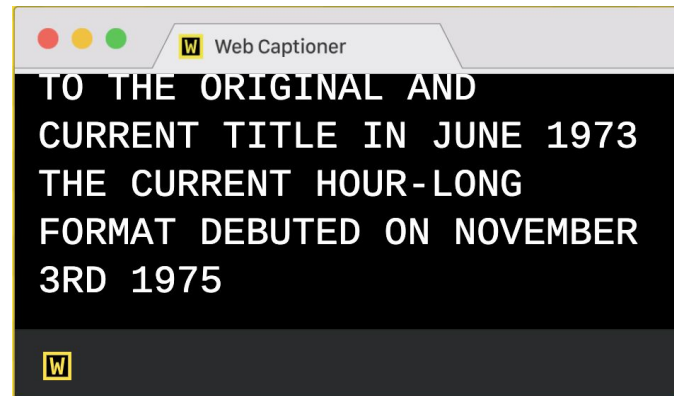 W Web Captioner
TO THE ORIGINAL AND
CURRENT TITLE IN JUNE 1973
THE CURRENT HOUR-LONG
FORMAT DEBUTED ON NOVEMBER
3RD 1975
W